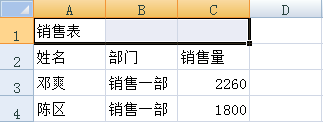 A B C D
1 销售表
2 姓名 部门 销售量
3 邓爽 销售一部 2260
4 陈区 销售一部 1800